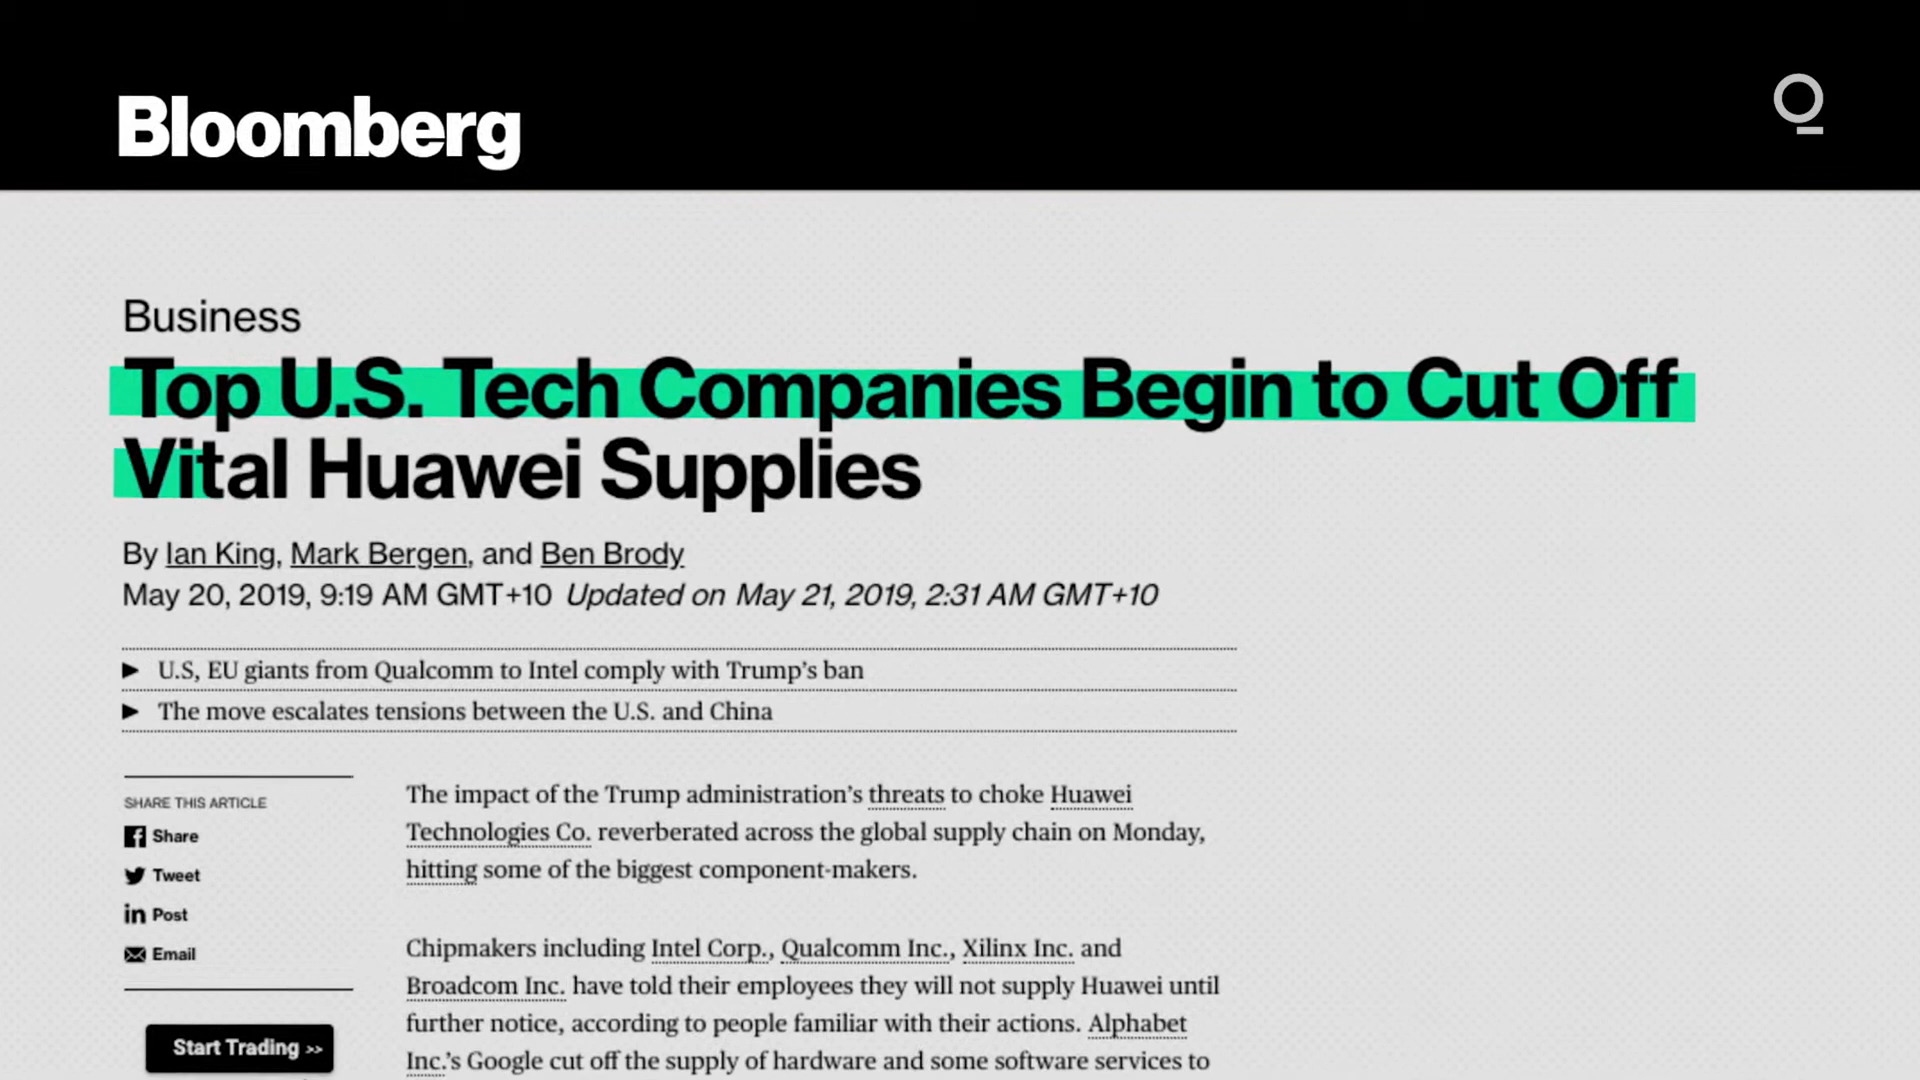 Bloomberg
Business
Top U.S. Tech Companies Begin to Cut Off
Vital Huawei Supplies
By Ian King, Mark Bergen, and Ben Brody
May 20, 2019, 9:19 AM GMT+10 Updated on May 21, 2019, 2:31 AM GMT+10
U.S, EU giants from Qualcomm to Intel comply with Trump's ban
The move escalates tensions between the U.S. and China
SHARE THIS ARTICLE
Share
Tweet
Post
Email
Start Trading >>
The impact of the Trump administration's threats to choke Huawei
Technologies Co. reverberated across the global supply chain on Monday,
hitting some of the biggest component-makers.
Chipmakers including Intel Corp., Qualcomm Inc., Xilinx Inc. and
Broadcom Inc. have told their employees they will not supply Huawei until
further notice, according to people familiar with their actions. Alphabet
Inc.'s Google cut off the supply of hardware and some software services to